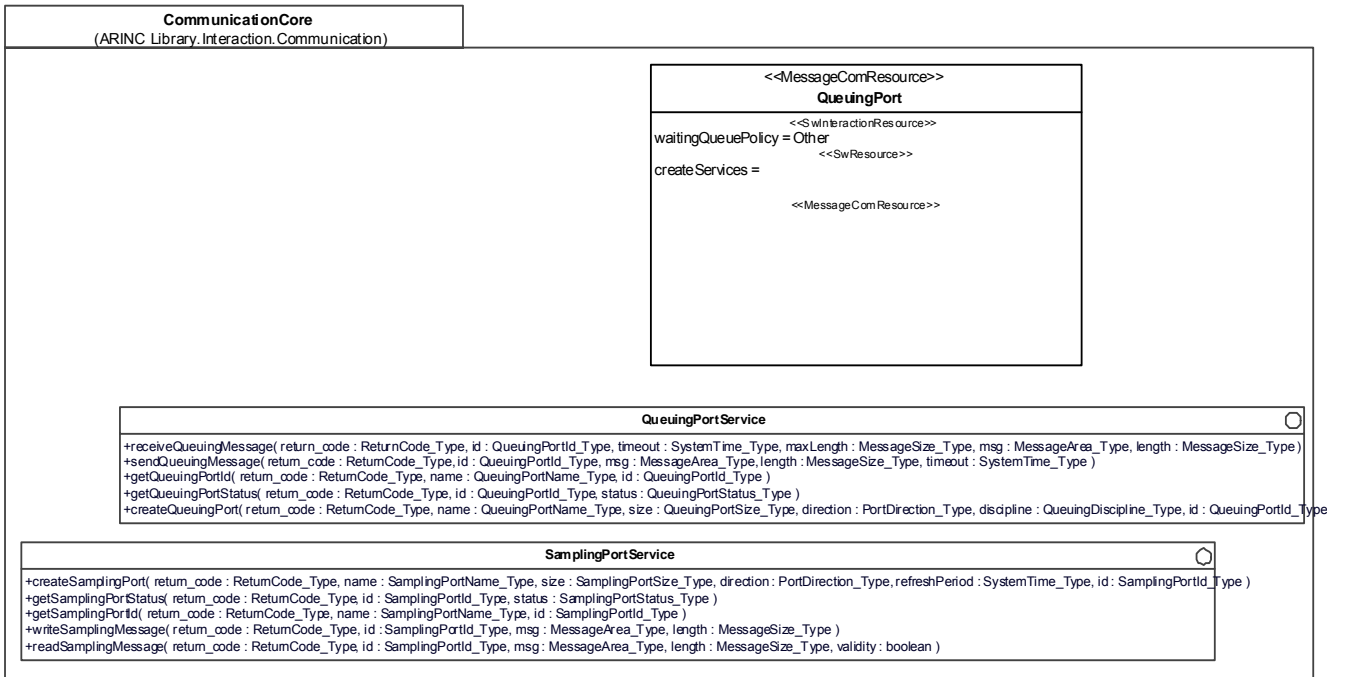 CommunicationCore
(ARINC Library.Interaction.Communication)
<<MessageComResource>>
QueuingPort
<<SwInteractionResource>>
waitingQueuePolicy = Other
<<SwResource>>
createServices =
<<MessageComResource>>
QueuingPortService
+receiveQueuingMessage( return_code : ReturnCode_Type, id : QueuingPortId_Type, timeout : SystemTime_Type, maxLength : MessageSize_Type, msg : MessageArea_Type, length : MessageSize_Type )
+sendQueuingMessage( return_code : ReturnCode_Type, id : QueuingPortId_Type, msg : MessageArea_Type, length : MessageSize_Type, timeout : SystemTime_Type )
+getQueuingPortId( return_code : ReturnCode_Type, name : QueuingPortName_Type, id : QueuingPortId_Type )
+getQueuingPortStatus( return_code : ReturnCode_Type, id : QueuingPortId_Type, status : QueuingPortStatus_Type )
+createQueuingPort( return_code : ReturnCode_Type, name : QueuingPortName_Type, size : QueuingPortSize_Type, direction : PortDirection_Type, discipline : QueuingDiscipline_Type, id : QueuingPortId_Type
SamplingPortService
+createSamplingPort( return_code : ReturnCode_Type, name : SamplingPortName_Type, size : SamplingPortSize_Type, direction : PortDirection_Type, refreshPeriod : SystemTime_Type, id : SamplingPortId_Type )
+getSamplingPortStatus( return_code : ReturnCode_Type, id : SamplingPortId_Type, status : SamplingPortStatus_Type )
+getSamplingPortId( return_code : ReturnCode_Type, name : SamplingPortName_Type, id : SamplingPortId_Type )
+writeSamplingMessage( return_code : ReturnCode_Type, id : SamplingPortId_Type, msg : MessageArea_Type, length : MessageSize_Type )
+readSamplingMessage( return_code : ReturnCode_Type, id : SamplingPortId_Type, msg : MessageArea_Type, length : MessageSize_Type, validity : boolean )